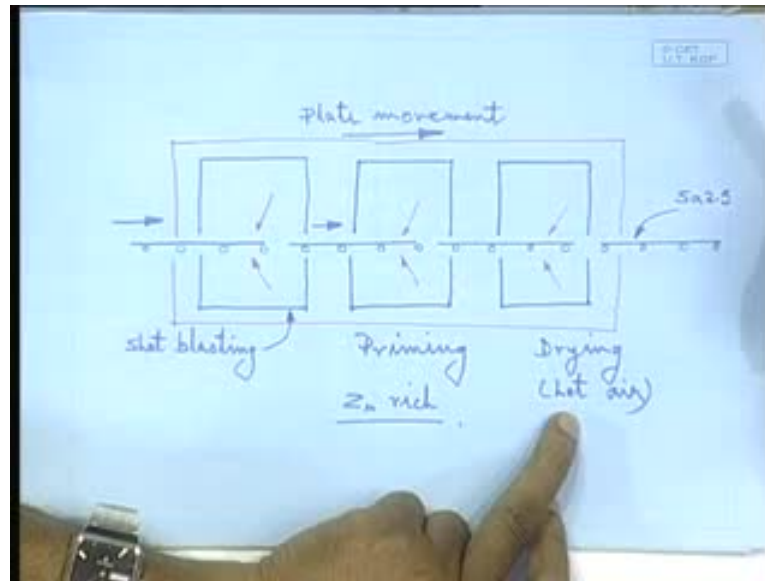 Plate movement
Sa2.5
Shot blasting
Priming
Drying
Zn rich
(hot air)